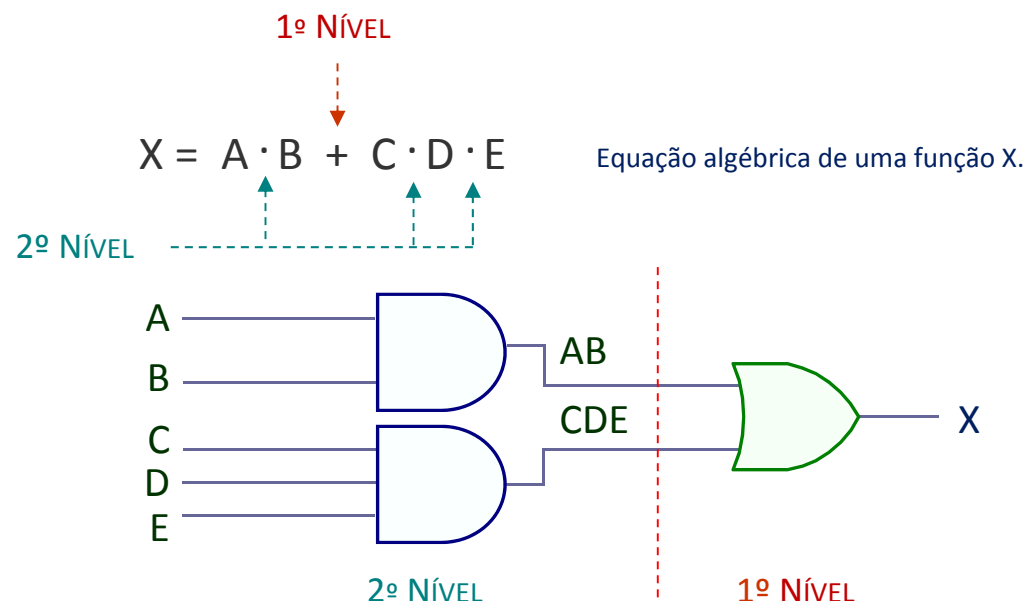 1º NÍVEL
X = A · B + C · D · E
Equação algébrica de uma função X.
2º NÍVEL
A
B
AB
C
CDE
X
D
E
2º NÍVEL
1º NÍVEL